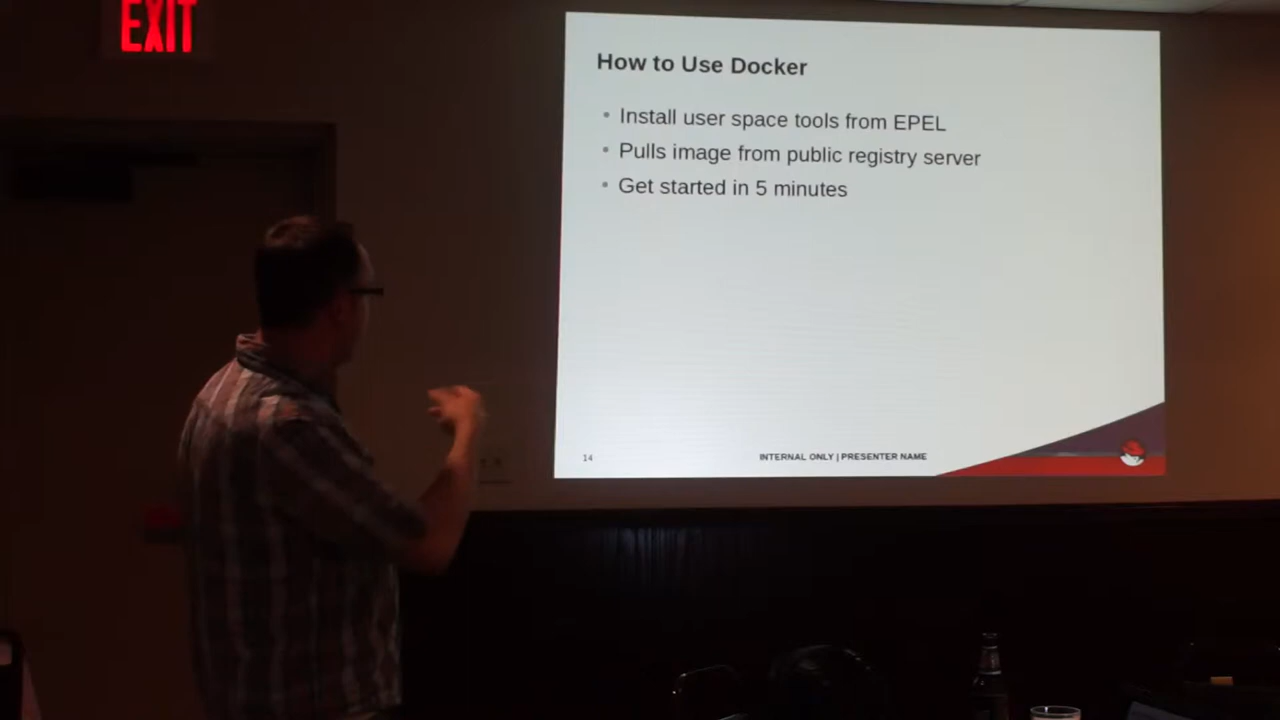 EXIT
How to Use Docker
• Install user space tools from EPEL
• Pulls image from public registry server
• Get started in 5 minutes
14
INTERNAL ONLY | PRESENTER NAME